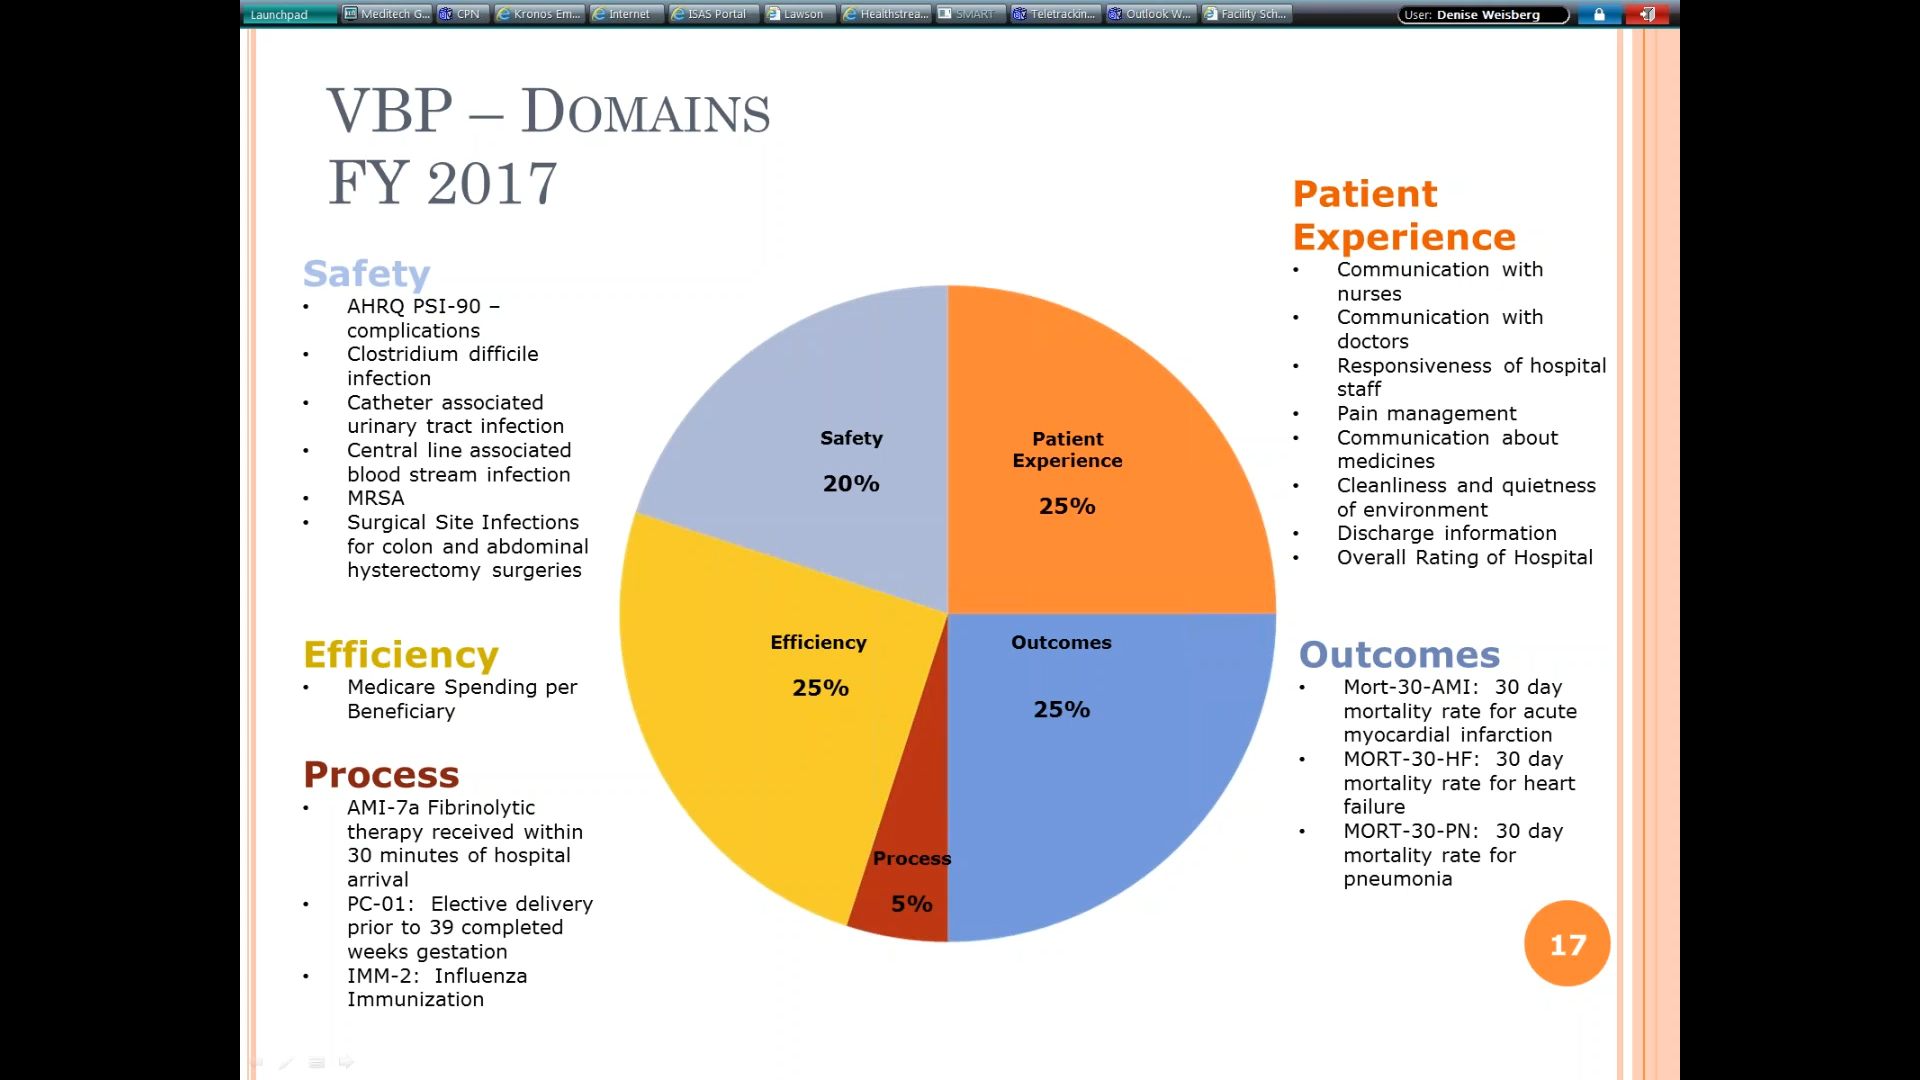 Launchpad
Meditech G...
CPN
Kronos Em...
Internet
ISAS Portal
Lawson
Healthstrea...
SMART
Teletrackin...
Outlook W...
Facility Sch...
User: Denise Weisberg
VBP – DOMAINS
FY 2017
Safety
• AHRQ PSI-90 –
complications
• Clostridium difficile
infection
• Catheter associated
urinary tract infection
• Central line associated
blood stream infection
• MRSA
• Surgical Site Infections
for colon and abdominal
hysterectomy surgeries
Efficiency
• Medicare Spending per
Beneficiary
Process
• AMI-7a Fibrinolytic
therapy received within
30 minutes of hospital
arrival
• PC-01: Elective delivery
prior to 39 completed
weeks gestation
• IMM-2: Influenza
Immunization
Safety
20%
Patient
Experience
25%
Efficiency
25%
Outcomes
25%
Process
5%
Patient
Experience
• Communication with
nurses
• Communication with
doctors
• Responsiveness of hospital
staff
• Pain management
• Communication about
medicines
• Cleanliness and quietness
of environment
• Discharge information
• Overall Rating of Hospital
Outcomes
• Mort-30-AMI: 30 day
mortality rate for acute
myocardial infarction
• MORT-30-HF: 30 day
mortality rate for heart
failure
• MORT-30-PN: 30 day
mortality rate for
pneumonia
17